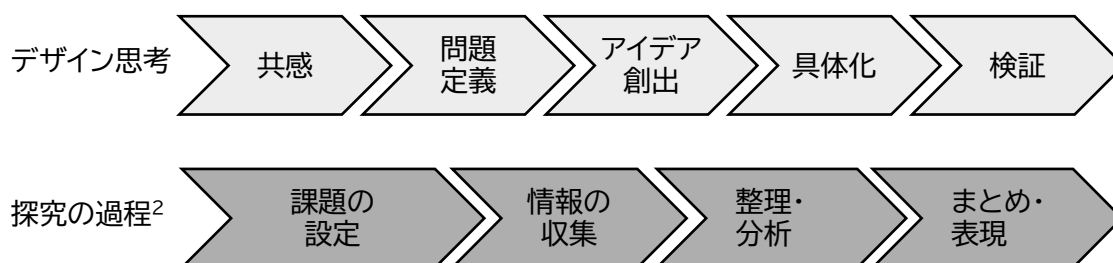 デザイン思考
共感
問題
定義
アイデア
創出
具体化
検証
探究の過程2
課題の
設定
情報の
収集
整理・
分析
まとめ・
表現